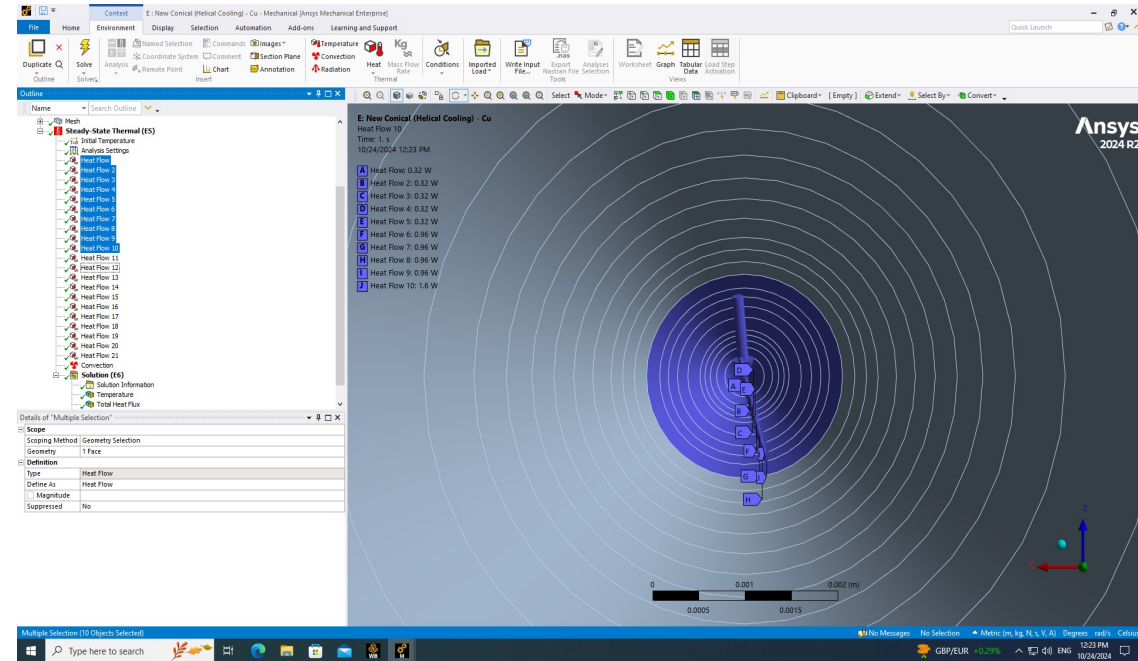 Context E : New Conical (Helical Cooling) - Cu - Mechanical [Ansys Mechanical Enterprise]
File Home Environment Display Selection Automation Add-ons Learning and Support Quick Launch
Duplicate Q Solve Analysis Named Selection Commands Images Temperature Heat Mass Flow Rate Conditions Imported Load Write Input File... Export Nastran File Analyses Selection Worksheet Graph Tabular Data Load Step Activation
Coordinate System Comment Section Plane Convection
Remote Point Chart Annotation Radiation
Outline Solver Insert Thermal Tools Views
Outline
Name Search Outline
Select Mode Clipboard [ Empty ] Extend Select By Convert
Mesh
Steady-State Thermal (E5)
Initial Temperature
Analysis Settings
Heat Flow
Heat Flow 2
Heat Flow 3
Heat Flow 4
Heat Flow 5
Heat Flow 6
Heat Flow 7
Heat Flow 8
Heat Flow 9
Heat Flow 10
Heat Flow 11
Heat Flow 12
Heat Flow 13
Heat Flow 14
Heat Flow 15
Heat Flow 16
Heat Flow 17
Heat Flow 18
Heat Flow 19
Heat Flow 20
Heat Flow 21
Convection
Solution (E6)
Solution Information
Temperature
Total Heat Flux
Details of "Multiple Selection"
Scope
Scoping Method Geometry Selection
Geometry 1 Face
Definition
Type Heat Flow
Define As Heat Flow
Magnitude
Suppressed No
E: New Conical (Helical Cooling) - Cu
Heat Flow 10
Time: 1. s
10/24/2024 12:23 PM
A Heat Flow: 0.32 W
B Heat Flow 2: 0.32 W
C Heat Flow 3: 0.32 W
D Heat Flow 4: 0.32 W
E Heat Flow 5: 0.32 W
F Heat Flow 6: 0.96 W
G Heat Flow 7: 0.96 W
H Heat Flow 8: 0.96 W
I Heat Flow 9: 0.96 W
J Heat Flow 10: 1.6 W
Ansys
2024 R2
D
A E
B
C
F
G
H
Z
X
0 0.001 0.002 (m)
0.0005 0.0015
Multiple Selection (10 Objects Selected) No Messages No Selection Metric (m, kg, N, s, V, A) Degrees rad/s Celsius
Type here to search WB M GBP/EUR +0.29% ENG 12:23 PM
10/24/2024